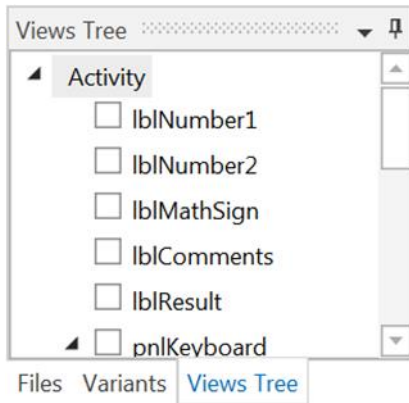 Views Tree
Activity
lblNumber1
lblNumber2
lblMathSign
lblComments
lblResult
pnlKeyboard
Files Variants Views Tree